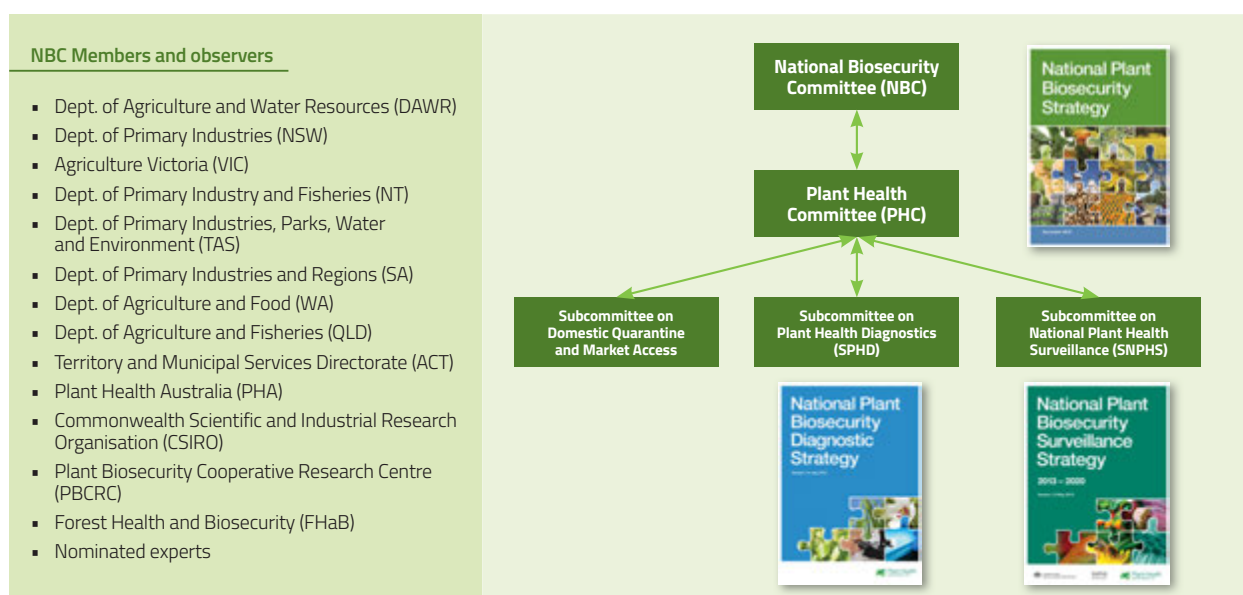 NBC Members and observers
▪ Dept. of Agriculture and Water Resources (DAWR)
▪ Dept. of Primary Industries (NSW)
▪ Agriculture Victoria (VIC)
▪ Dept. of Primary Industry and Fisheries (NT)
▪ Dept. of Primary Industries, Parks, Water
and Environment (TAS)
▪ Dept. of Primary Industries and Regions (SA)
▪ Dept. of Agriculture and Food (WA)
▪ Dept. of Agriculture and Fisheries (QLD)
▪ Territory and Municipal Services Directorate (ACT)
▪ Plant Health Australia (PHA)
▪ Commonwealth Scientific and Industrial Research
Organisation (CSIRO)
▪ Plant Biosecurity Cooperative Research Centre
(PBCRC)
▪ Forest Health and Biosecurity (FHaB)
▪ Nominated experts
National Biosecurity
Committee (NBC)
National Plant
Biosecurity
Strategy
Plant Health
Committee (PHC)
Subcommittee on
Domestic Quarantine
and Market Access
Subcommittee on
Plant Health Diagnostics
(SPHD)
Subcommittee on
National Plant Health
Surveillance (SNPHS)
National Plant
Biosecurity
Diagnostic
Strategy
Plant Health
National Plant
Biosecurity
Surveillance
Strategy
2013 – 2020
Plant Health